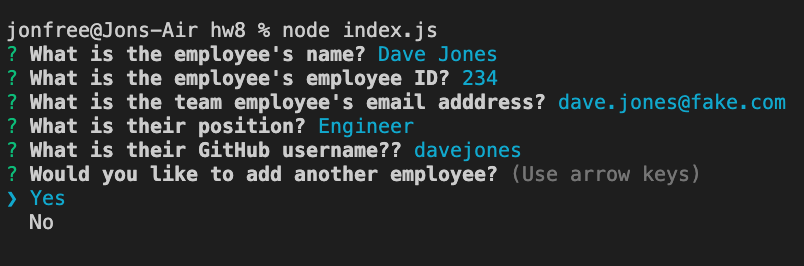 jonfree@Jons-Air hw8 % node index.js
? What is the employee's name? Dave Jones
? What is the employee's employee ID? 234
? What is the team employee's email adddress? dave.jones@fake.com
? What is their position? Engineer
? What is their GitHub username?? davejones
? Would you like to add another employee? (Use arrow keys)
❯ Yes
  No